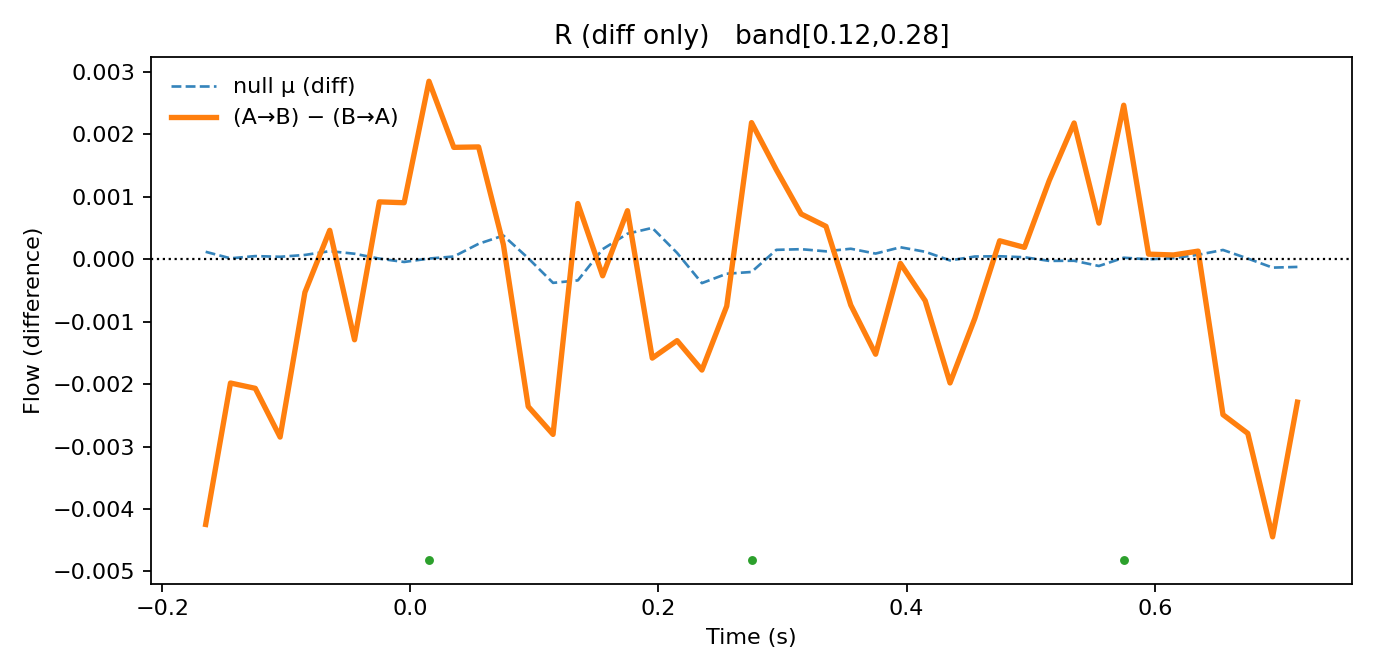 R (diff only)   band[0.12,0.28]
null μ (diff)
(A→B) − (B→A)
Flow (difference)
0.003
0.002
0.001
0.000
−0.001
−0.002
−0.003
−0.004
−0.005
−0.2
0.0
0.2
0.4
0.6
Time (s)